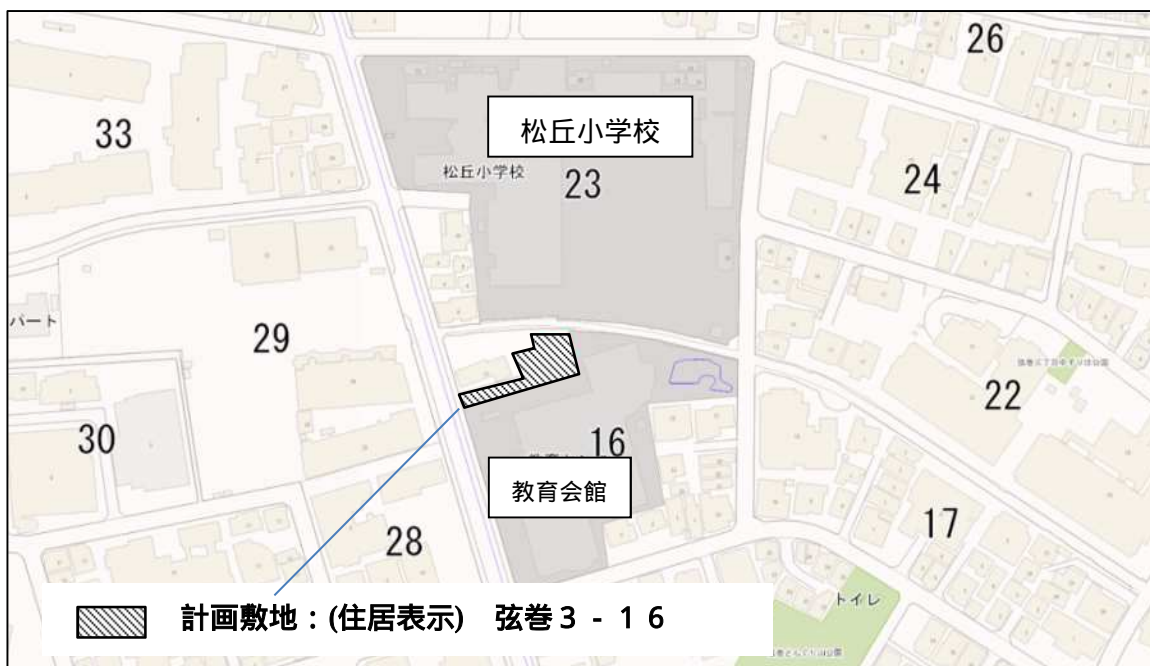 26
33
松丘小学校
松丘小学校
23
24
パート
29
22
30
16
教育会館
17
28
トイレ
計画敷地：(住居表示)　弦巻３‐１６